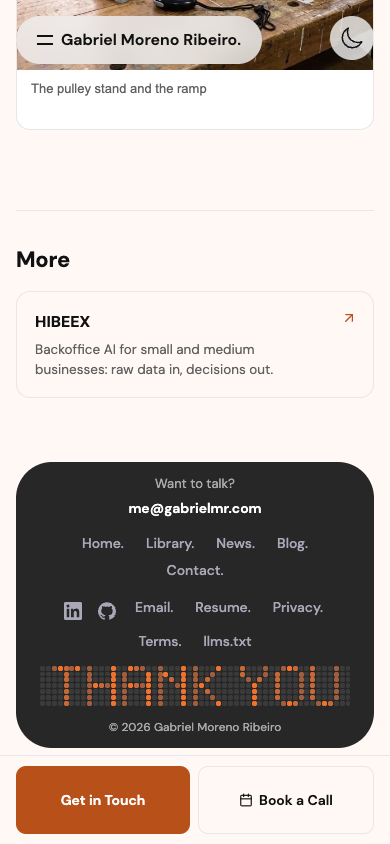 Gabriel Moreno Ribeiro.
The pulley stand and the ramp
More
HIBEEX
Backoffice AI for small and medium
businesses: raw data in, decisions out.
Want to talk?
me@gabrielmr.com
Home. Library. News. Blog.
Contact.
Email. Resume. Privacy.
Terms. llms.txt
THANK YOU
© 2026 Gabriel Moreno Ribeiro
Get in Touch Book a Call